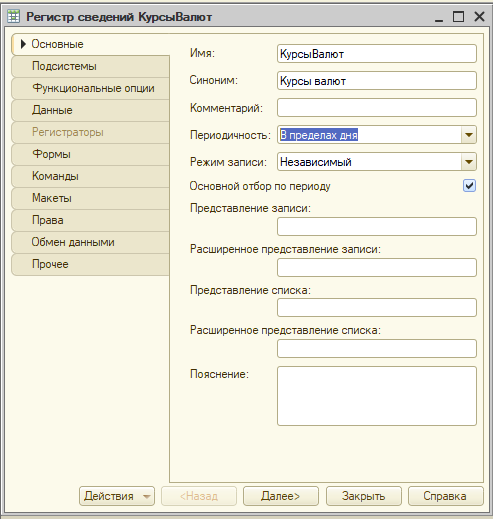 Регистр сведений КурсыВалют
Основные
Подсистемы
Функциональные опции
Данные
Регистраторы
Формы
Команды
Макеты
Права
Обмен данными
Прочее
Имя: КурсыВалют
Синоним: Курсы валют
Комментарий:
Периодичность: В пределах дня
Режим записи: Независимый
Основной отбор по периоду
Представление записи:
Расширенное представление записи:
Представление списка:
Расширенное представление списка:
Пояснение:
Действия <Назад Далее> Закрыть Справка